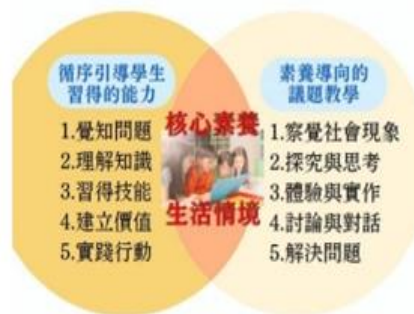 循序引導學生
習得的能力
1.覺知問題
2.理解知識
3.習得技能
4.建立價值
5.實踐行動
核心素養
生活情境
素養導向的
議題教學
1.察覺社會現象
2.探究與思考
3.體驗與實作
4.討論與對話
5.解決問題